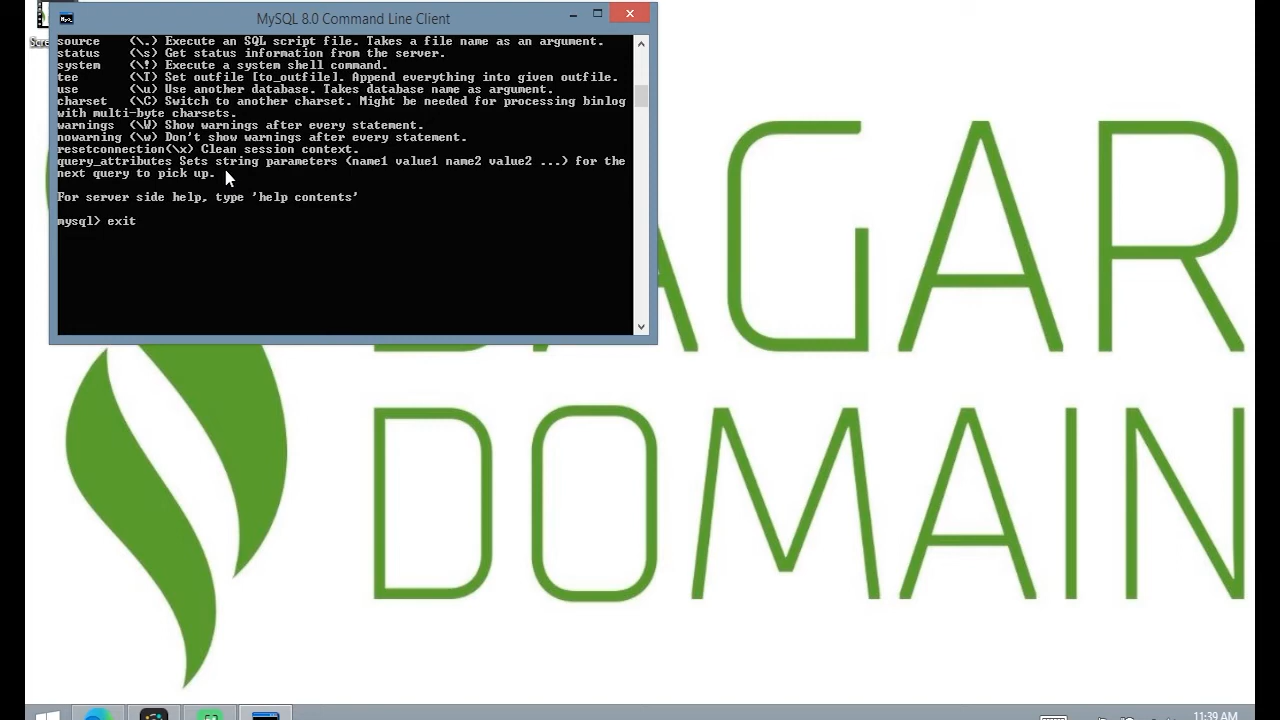 MySQL 8.0 Command Line Client
source (\.) Execute an SQL script file. Takes a file name as an argument.
status (\s) Get status information from the server.
system (\!) Execute a system shell command.
tee (\T) Set outfile [to_outfile]. Append everything into given outfile.
use (\u) Use another database. Takes database name as argument.
charset (\C) Switch to another charset. Might be needed for processing binlog
with multi-byte charsets.
warnings (\W) Show warnings after every statement.
nowarning (\w) Don't show warnings after every statement.
resetconnection(\x) Clean session context.
query_attributes Sets string parameters (name1 value1 name2 value2 ...) for the
next query to pick up.
For server side help, type 'help contents'
mysql> exit
AGAR
DOMAIN
11:39 AM